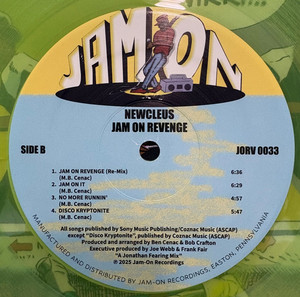 JAM ON
NEWCLEUS
JAM ON REVENGE
SIDE B
JORV 0033
1. JAM ON REVENGE (Re-Mix) 6:36
(M.B. Cenac)
2. JAM ON IT 6:29
(M.B. Cenac)
3. NO MORE RUNNIN' 4:57
(M.B. Cenac)
4. DISCO KRYPTONITE 5:47
(M.B. Cenac)
All songs published by Sony Music Publishing/Coznac Music (ASCAP)
except "Disco Kryptonite", published by Coznac Music (ASCAP)
Produced and arranged by Ben Cenac & Bob Crafton
Executive produced by Joe Webb & Frank Fair
"A Jonathan Fearing Mix"
℗ 2025 Jam-On Recordings
MANUFACTURED AND DISTRIBUTED BY JAM-ON RECORDINGS, EASTON, PENNSYLVANIA